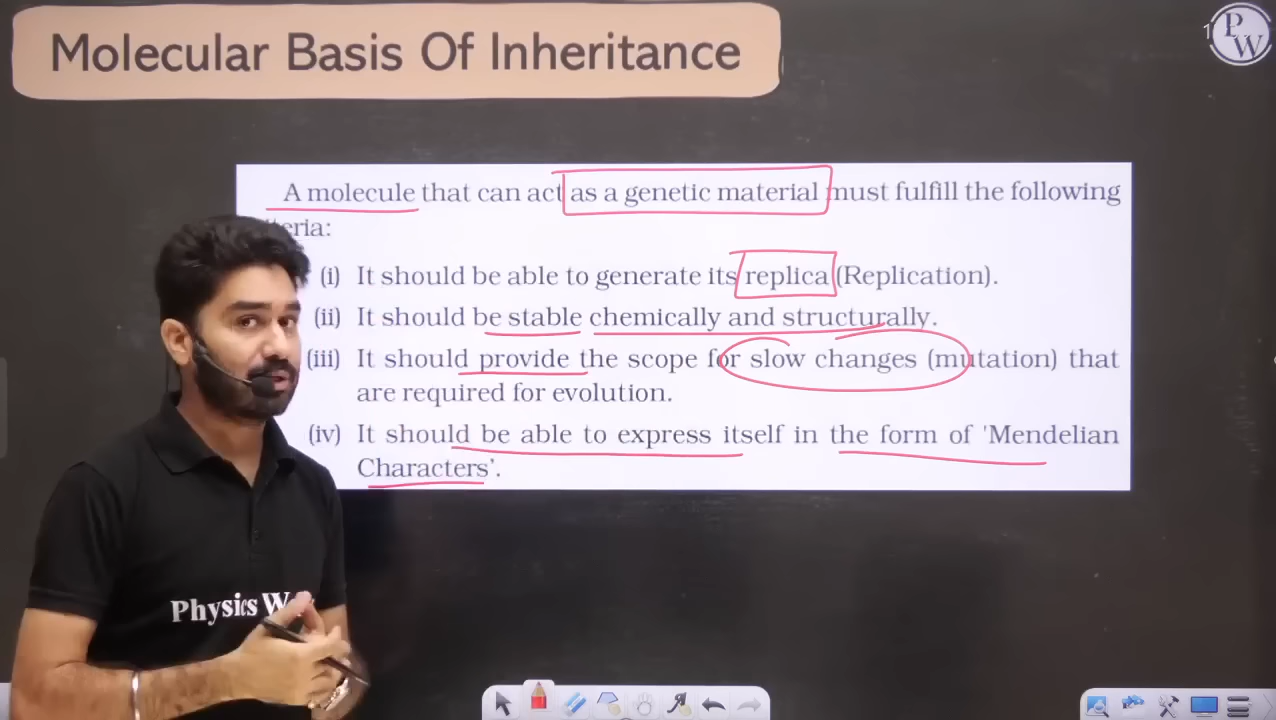 Molecular Basis Of Inheritance
PW
A molecule that can act as a genetic material must fulfill the following
teria:
(i) It should be able to generate its replica (Replication).
(ii) It should be stable chemically and structurally.
(iii) It should provide the scope for slow changes (mutation) that
are required for evolution.
(iv) It should be able to express itself in the form of 'Mendelian
Characters'.
Physics W